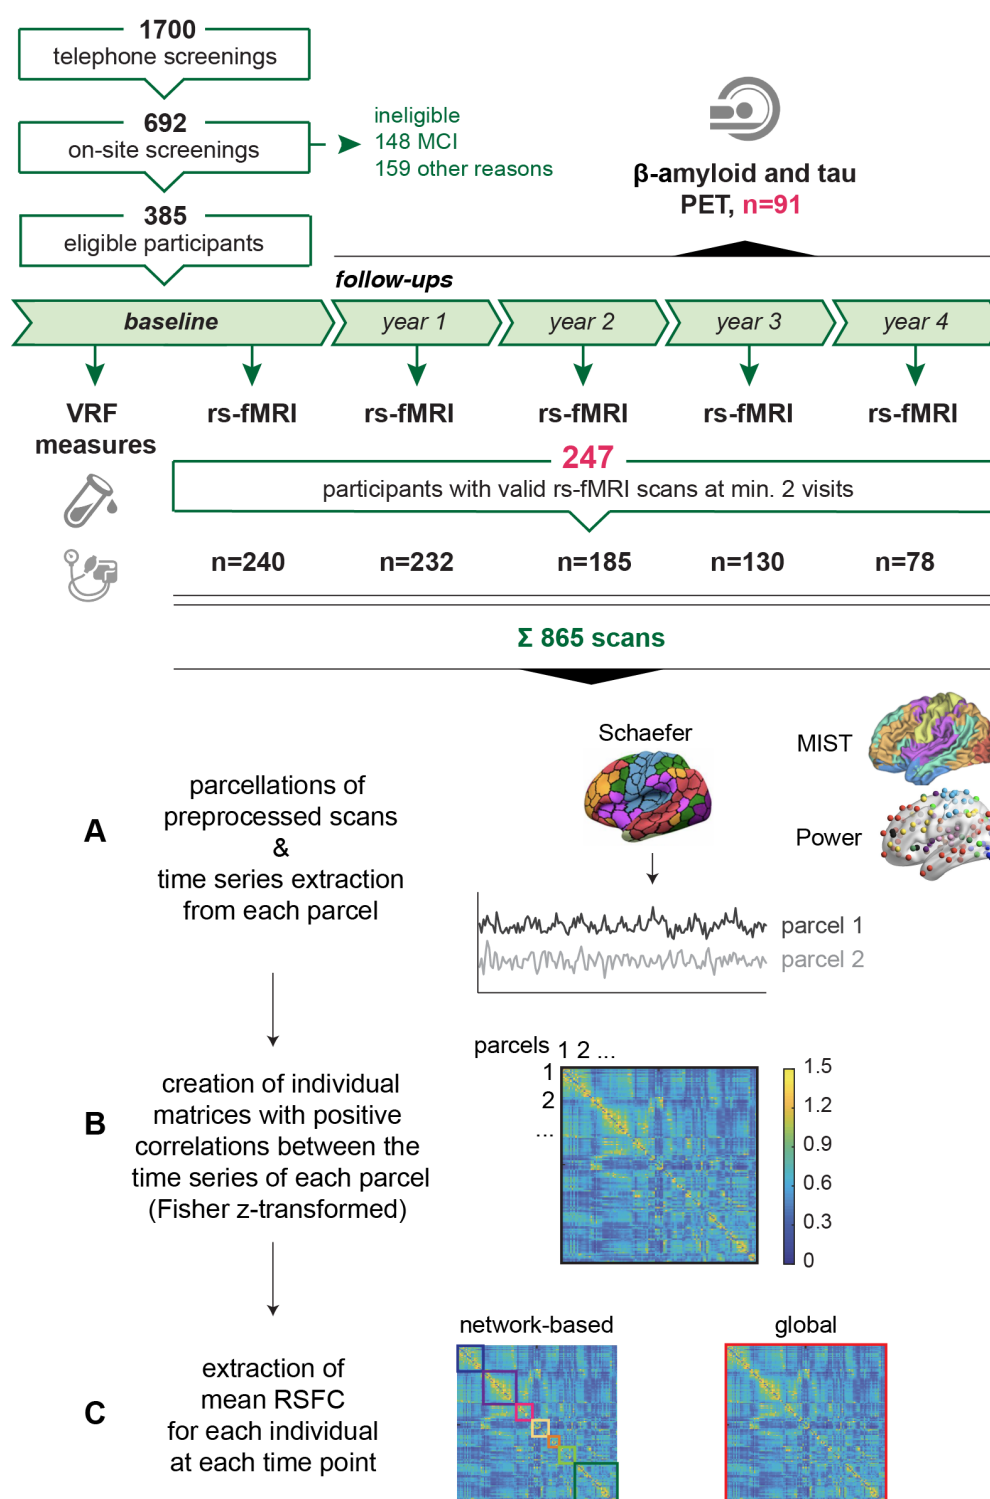 1700
telephone screenings
692
on-site screenings
ineligible
148 MCI
159 other reasons
385
eligible participants
β-amyloid and tau
PET, n=91
follow-ups
baseline
year 1
year 2
year 3
year 4
VRF
measures
rs-fMRI
rs-fMRI
rs-fMRI
rs-fMRI
rs-fMRI
247
participants with valid rs-fMRI scans at min. 2 visits
n=240
n=232
n=185
n=130
n=78
Σ 865 scans
A
parcellations of
preprocessed scans
&
time series extraction
from each parcel
Schaefer
MIST
Power
parcel 1
parcel 2
B
creation of individual
matrices with positive
correlations between the
time series of each parcel
(Fisher z-transformed)
parcels 1 2 ...
1
2
...
1.5
1.2
0.9
0.6
0.3
0
C
extraction of
mean RSFC
for each individual
at each time point
network-based
global